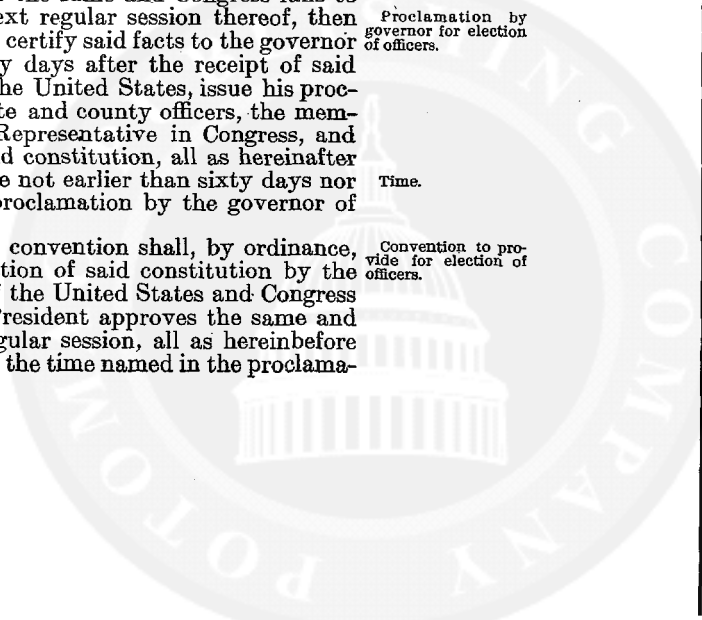 ext regular session thereof, then
certify said facts to the governor
y days after the receipt of said
he United States, issue his proc-
te and county officers, the mem-
Representative in Congress, and
d constitution, all as hereinafter
e not earlier than sixty days nor
proclamation by the governor of
convention shall, by ordinance,
tion of said constitution by the
the United States and Congress
President approves the same and
gular session, all as hereinbefore
the time named in the proclama-
Proclamation by
governor for election
of officers.
Time.
Convention to pro-
vide for election of
officers.
POTOM
ING
COMPANY